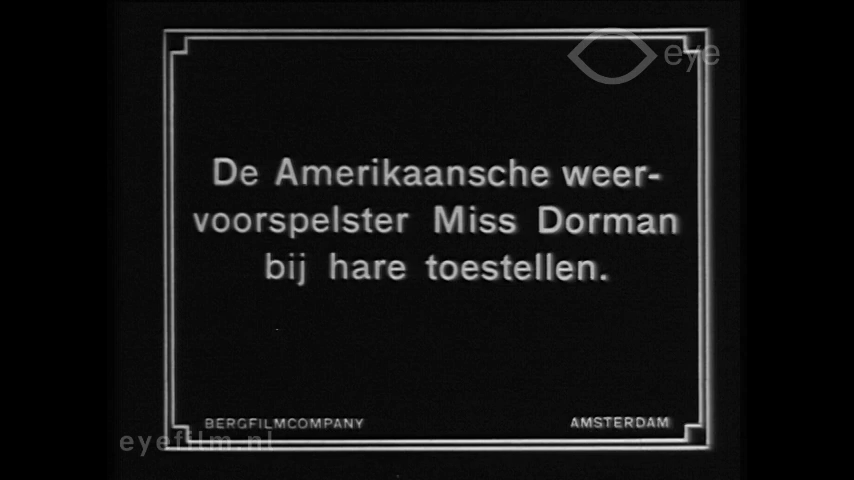 eye
De Amerikaansche weer-
voorspelster Miss Dorman
bij hare toestellen.
BERGFILMCOMPANY AMSTERDAM
eyefilm.nl